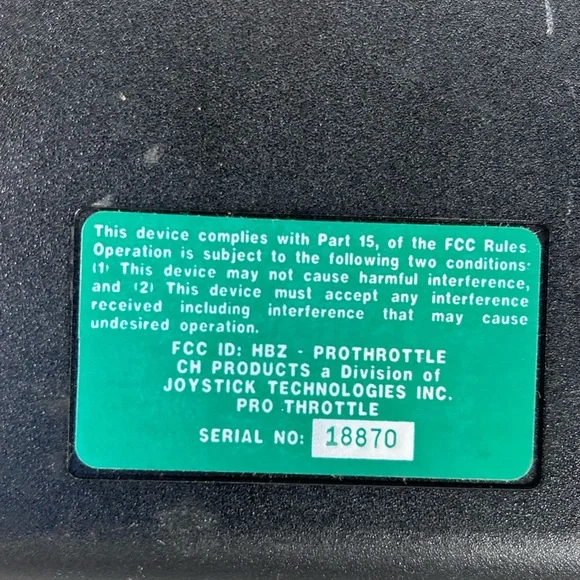 This device complies with Part 15, of the FCC Rules.
Operation is subject to the following two conditions:
(1) This device may not cause harmful interference,
and (2) This device must accept any interference
received including interference that may cause
undesired operation.
FCC ID: HBZ - PROTHROTTLE
CH PRODUCTS a Division of
JOYSTICK TECHNOLOGIES INC.
PRO THROTTLE
SERIAL NO: 18870